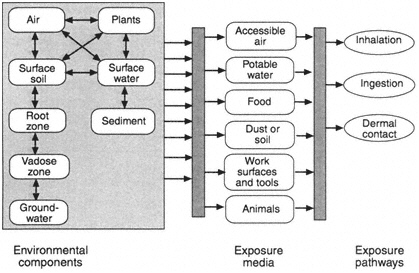 Air
Plants
Surface
soil
Surface
water
Root
zone
Sediment
Vadose
zone
Ground-
water
Accessible
air
Potable
water
Food
Dust or
soil
Work
surfaces
and tools
Animals
Inhalation
Ingestion
Dermal
contact
Environmental
components
Exposure
media
Exposure
pathways